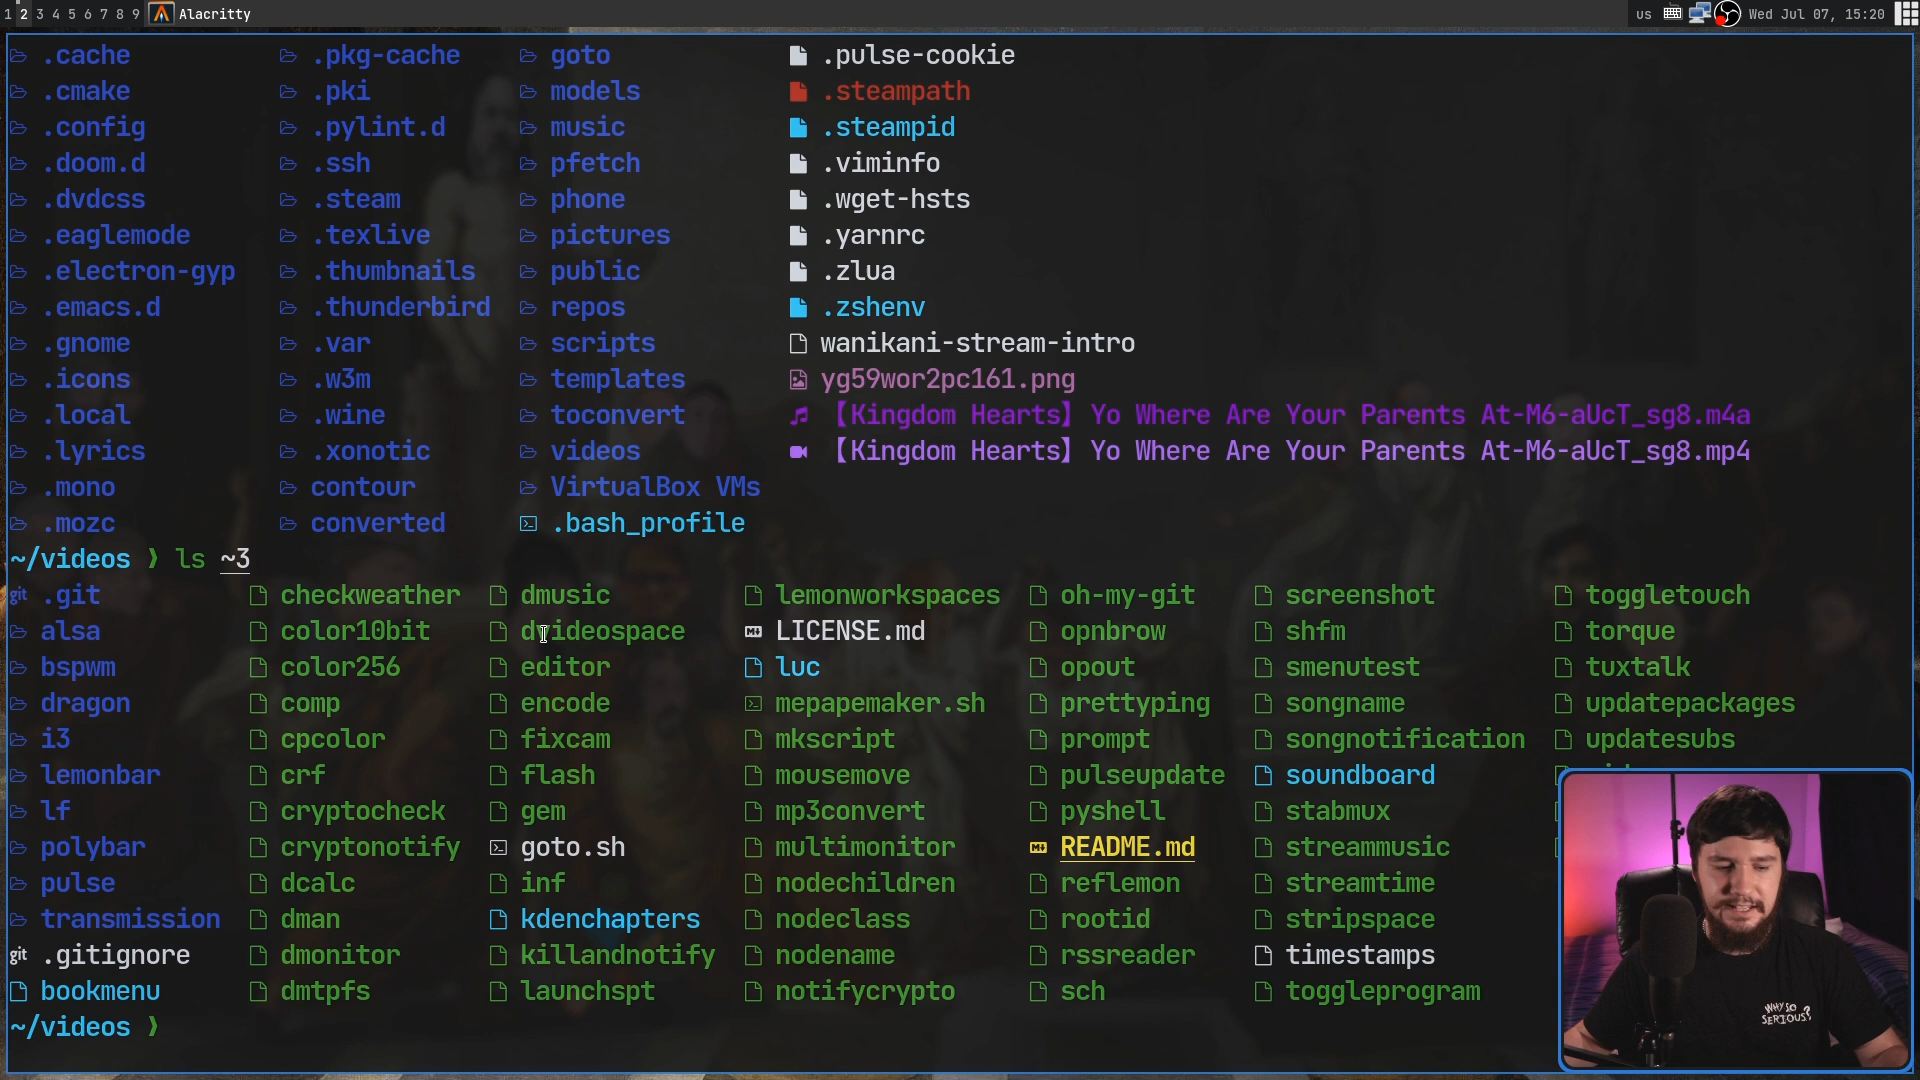 1 2 3 4 5 6 7 8 9 Alacritty us Wed Jul 07, 15:20
.cache .pkg-cache goto .pulse-cookie
.cmake .pki models .steampath
.config .pylint.d music .steampid
.doom.d .ssh pfetch .viminfo
.dvdcss .steam phone .wget-hsts
.eaglemode .texlive pictures .yarnrc
.electron-gyp .thumbnails public .zlua
.emacs.d .thunderbird repos .zshenv
.gnome .var scripts wanikani-stream-intro
.icons .w3m templates yg59wor2pc161.png
.local .wine toconvert 【Kingdom Hearts】 Yo Where Are Your Parents At-M6-aUcT_sg8.m4a
.lyrics .xonotic videos 【Kingdom Hearts】 Yo Where Are Your Parents At-M6-aUcT_sg8.mp4
.mono contour VirtualBox VMs
.mozc converted .bash_profile
~/videos ❯ ls ~3
git .git checkweather dmusic lemonworkspaces oh-my-git screenshot toggletouch
alsa color10bit dvideospace LICENSE.md opnbrow shfm torque
bspwm color256 editor luc opout smenutest tuxtalk
dragon comp encode mepapemaker.sh prettyping songname updatepackages
i3 cpcolor fixcam mkscript prompt songnotification updatesubs
lemonbar crf flash mousemove pulseupdate soundboard
lf cryptocheck gem mp3convert pyshell stabmux
polybar cryptonotify goto.sh multimonitor README.md streammusic
pulse dcalc inf nodechildren reflemon streamtime
transmission dman kdenchapters nodeclass rootid stripspace
git .gitignore dmonitor killandnotify nodename rssreader timestamps
bookmenu dmtpfs launchspt notifycrypto sch toggleprogram
~/videos ❯
WHY SO
SERIOUS?